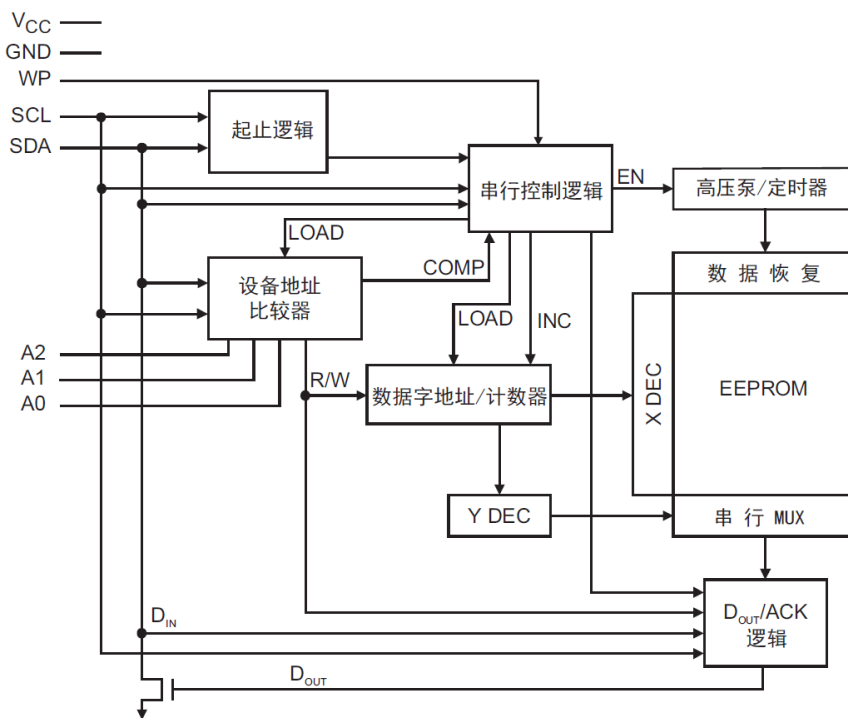 VCC
GND
WP
SCL
SDA
起止逻辑
串行控制逻辑
EN
高压泵/定时器
LOAD
COMP
设备地址
比较器
数据恢复
LOAD
INC
A2
A1
A0
R/W
数据字地址/计数器
X DEC
EEPROM
Y DEC
串行 MUX
DIN
DOUT/ACK
逻辑
DOUT